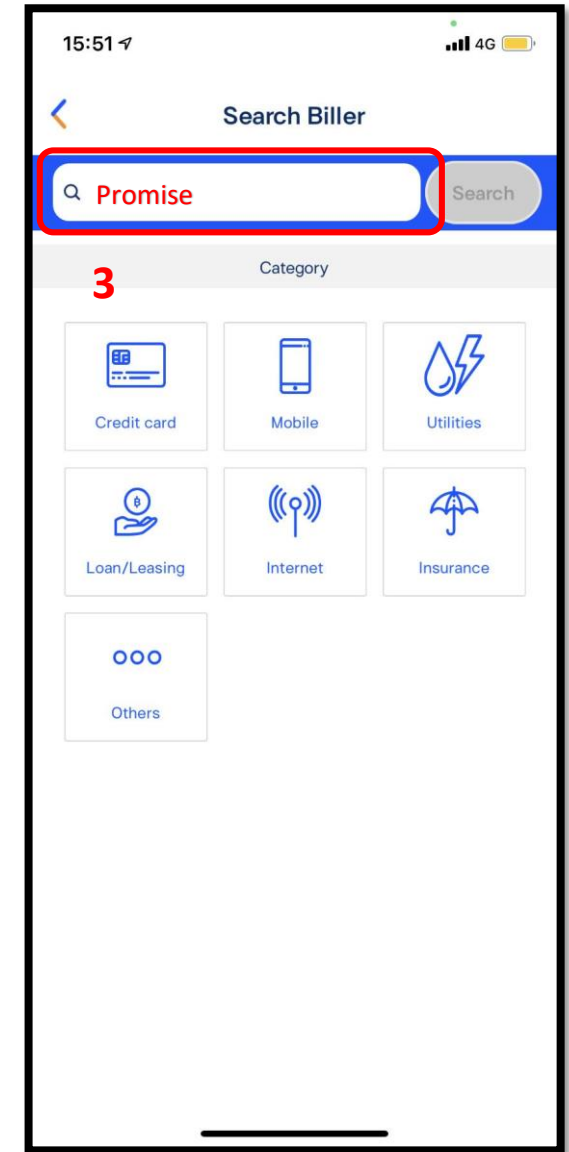 15:51 4G
Search Biller
Promise Search
3 Category
Credit card Mobile Utilities
Loan/Leasing Internet Insurance
Others